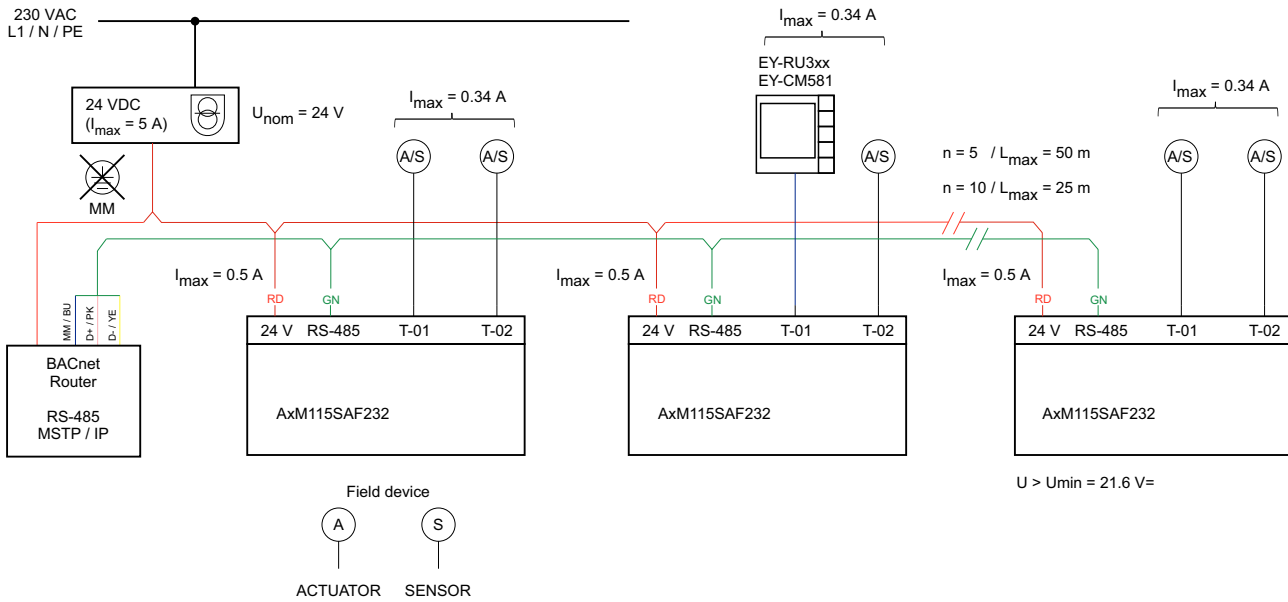 230 VAC
L1 / N / PE
24 VDC
(Imax = 5 A)
Unom = 24 V
MM
Imax = 0.34 A
A/S
A/S
Imax = 0.34 A
EY-RU3xx
EY-CM581
A/S
n = 5 / Lmax = 50 m
n = 10 / Lmax = 25 m
Imax = 0.34 A
A/S
A/S
Imax = 0.5 A
RD
GN
Imax = 0.5 A
RD
GN
Imax = 0.5 A
RD
GN
MM / BU
D+ / PK
D- / YE
BACnet
Router
RS-485
MSTP / IP
24 V RS-485 T-01 T-02
AxM115SAF232
24 V RS-485 T-01 T-02
AxM115SAF232
24 V RS-485 T-01 T-02
AxM115SAF232
U > Umin = 21.6 V=
Field device
A
S
ACTUATOR
SENSOR